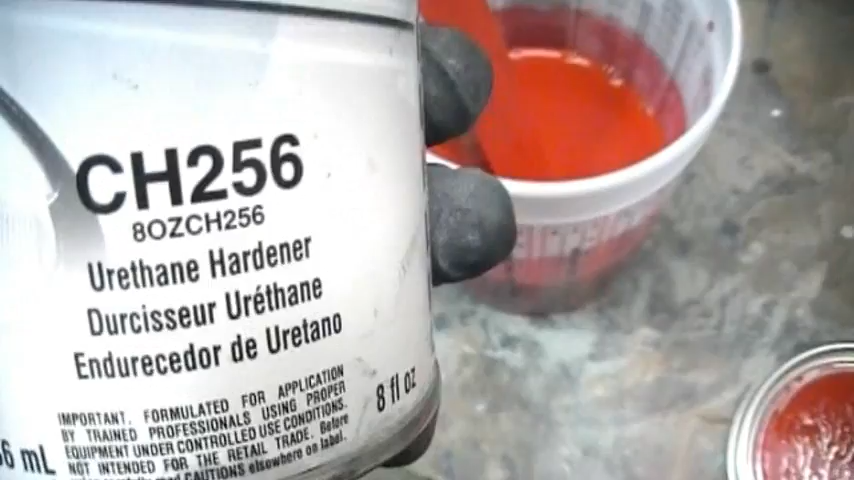 CH256
8OZCH256
Urethane Hardener
Durcisseur Uréthane
Endurecedor de Uretano
8 fl oz
6 mL
IMPORTANT. FORMULATED FOR APPLICATION
BY TRAINED PROFESSIONALS USING PROPER
EQUIPMENT UNDER CONTROLLED USE CONDITIONS.
NOT INTENDED FOR THE RETAIL TRADE. Before
CAUTIONS elsewhere on label.